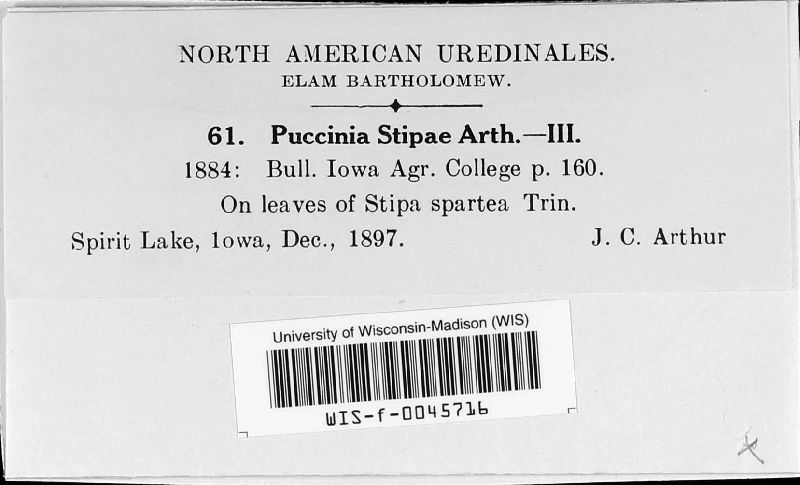 NORTH AMERICAN UREDINALES.
ELAM BARTHOLOMEW.
61. Puccinia Stipae Arth.—III.
1884: Bull. Iowa Agr. College p. 160.
On leaves of Stipa spartea Trin.
Spirit Lake, lowa, Dec., 1897. J. C. Arthur
University of Wisconsin-Madison (WIS)
WIS-f-0045716